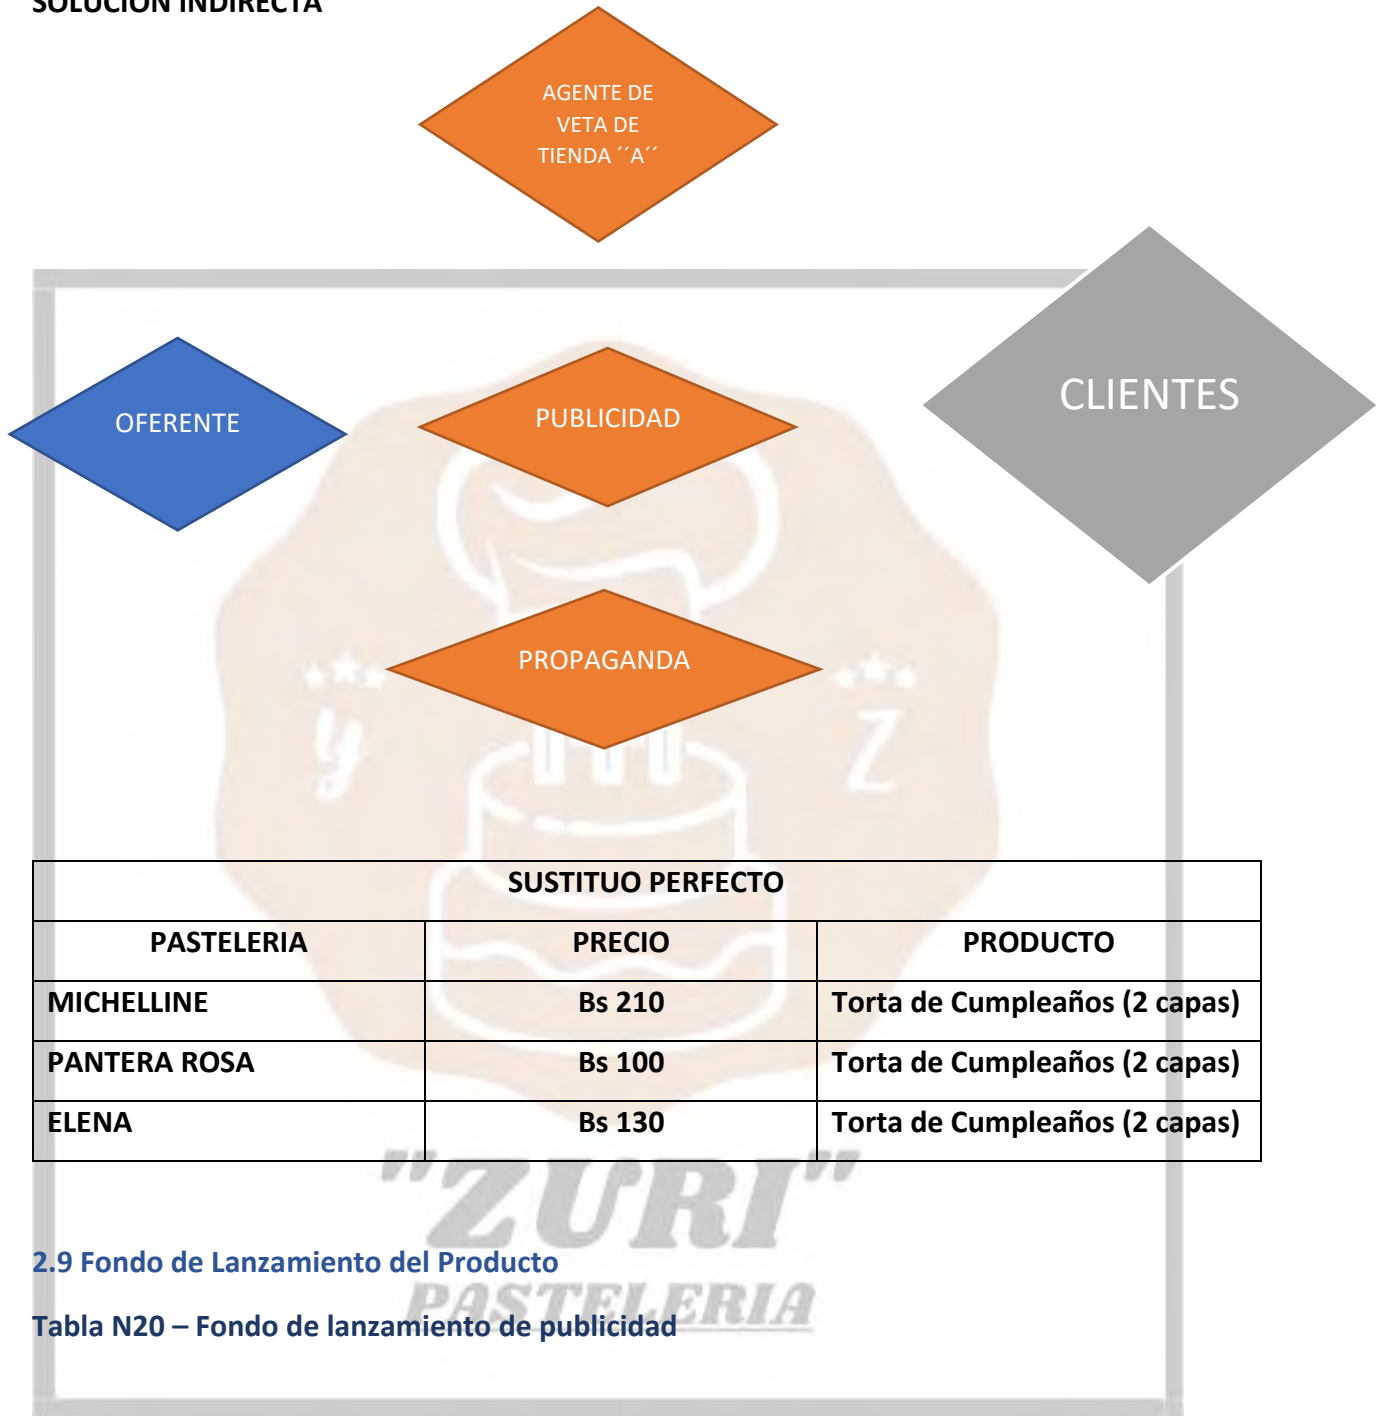 SOLUCION INDIRECTA
AGENTE DE
VETA DE
TIENDA ´´A´´
OFERENTE
PUBLICIDAD
CLIENTES
PROPAGANDA
y
Z
SUSTITUO PERFECTO
PASTELERIA PRECIO PRODUCTO
MICHELLINE Bs 210 Torta de Cumpleaños (2 capas)
PANTERA ROSA Bs 100 Torta de Cumpleaños (2 capas)
ELENA Bs 130 Torta de Cumpleaños (2 capas)
"ZURI"
2.9 Fondo de Lanzamiento del Producto
PASTELERIA
Tabla N20 – Fondo de lanzamiento de publicidad